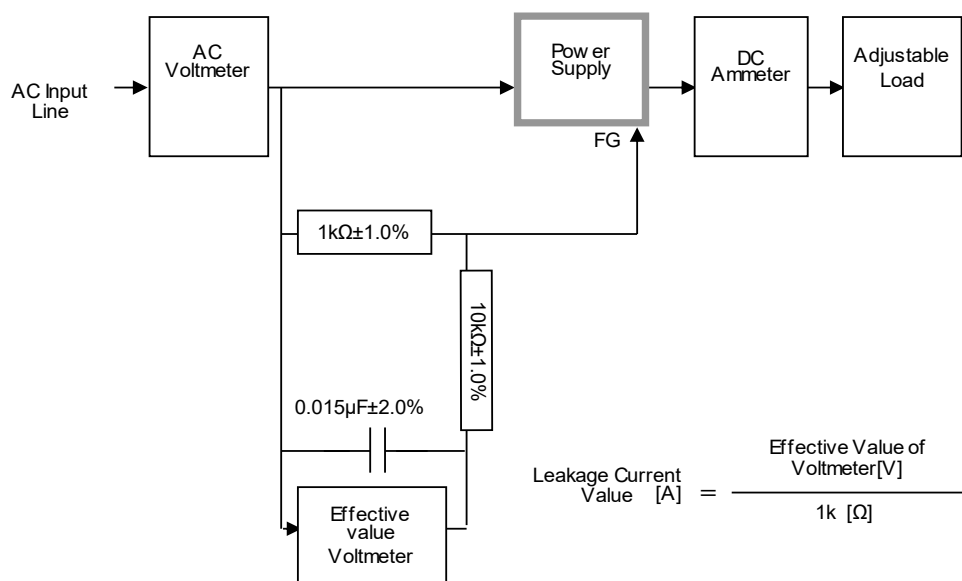 AC Input
Line
AC
Voltmeter
Power
Supply
FG
DC
Ammeter
Adjustable
Load
1kΩ±1.0%
10kΩ±1.0%
0.015µF±2.0%
Effective
value
Voltmeter
Leakage Current
Value [A] =
Effective Value of
Voltmeter[V]
1k [Ω]